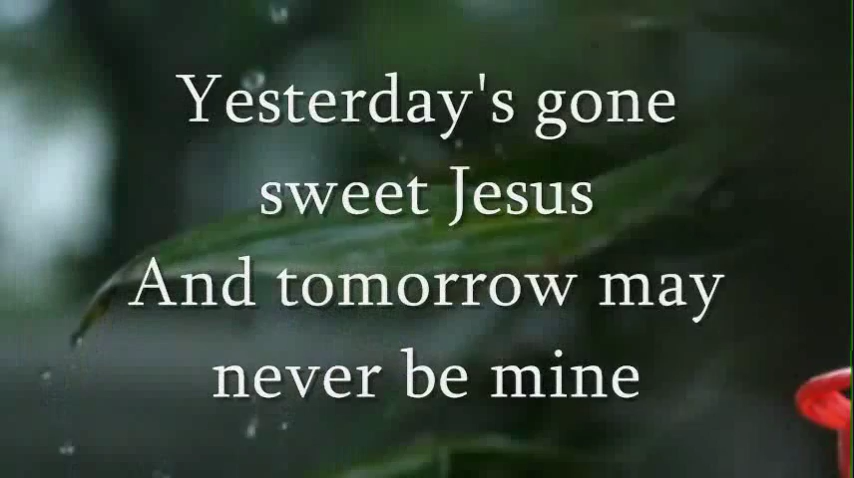 Yesterday's gone
sweet Jesus
And tomorrow may
never be mine